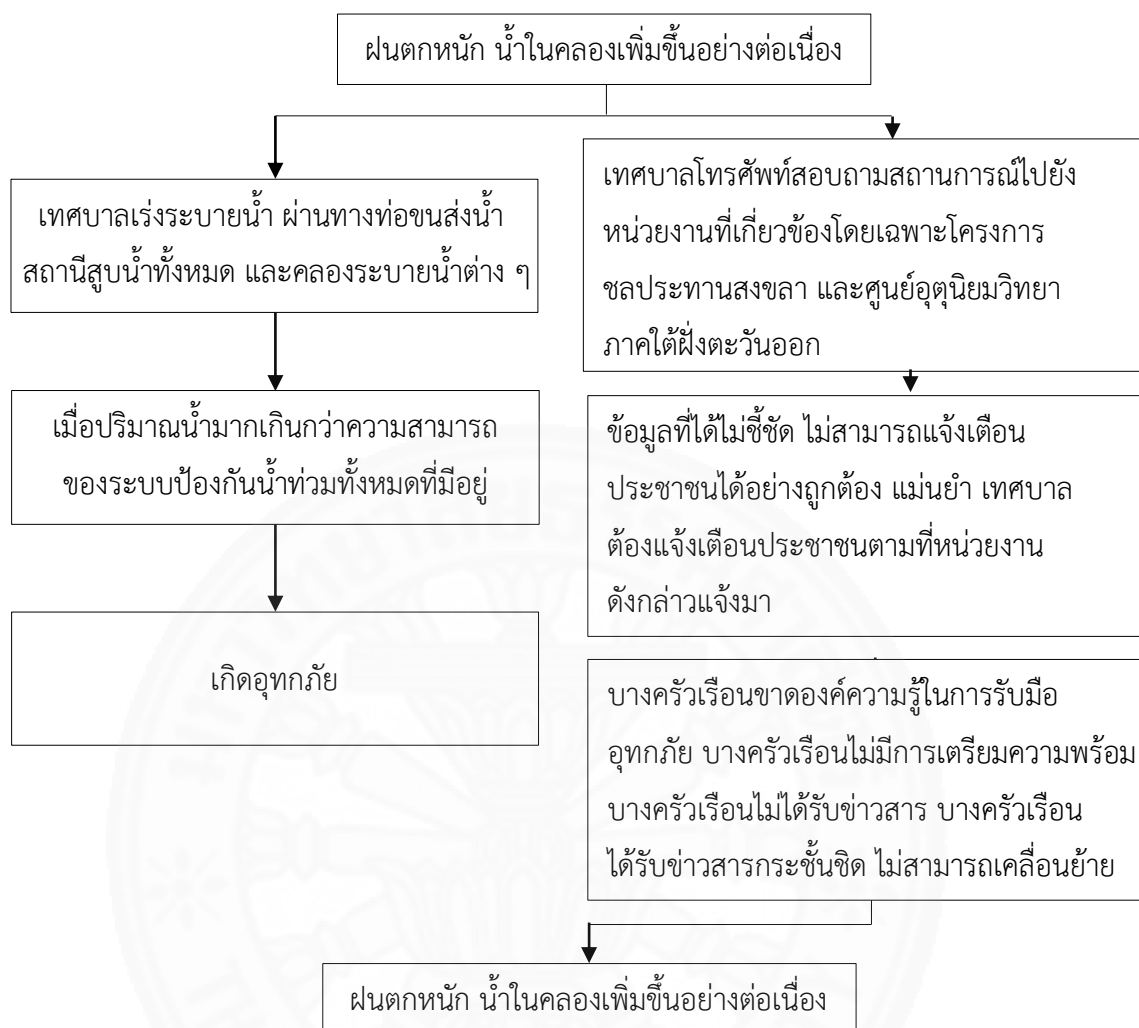 ฝนตกหนัก น้ำในคลองเพิ่มขึ้นอย่างต่อเนื่อง
เทศบาลเร่งระบายน้ำ ผ่านทางท่อขนส่งน้ำ
สถานีสูบน้ำทั้งหมด และคลองระบายน้ำต่าง ๆ
เมื่อปริมาณน้ำมากเกินกว่าความสามารถ
ของระบบป้องกันน้ำท่วมทั้งหมดที่มีอยู่
เกิดอุทกภัย
เทศบาลโทรศัพท์สอบถามสถานการณ์ไปยัง
หน่วยงานที่เกี่ยวข้องโดยเฉพาะโครงการ
ชลประทานสงขลา และศูนย์อุตุนิยมวิทยา
ภาคใต้ฝั่งตะวันออก
ข้อมูลที่ได้ไม่ชี้ชัด ไม่สามารถแจ้งเตือน
ประชาชนได้อย่างถูกต้อง แม่นยำ เทศบาล
ต้องแจ้งเตือนประชาชนตามที่หน่วยงาน
ดังกล่าวแจ้งมา
บางครัวเรือนขาดองค์ความรู้ในการรับมือ
อุทกภัย บางครัวเรือนไม่มีการเตรียมความพร้อม
บางครัวเรือนไม่ได้รับข่าวสาร บางครัวเรือน
ได้รับข่าวสารกระชั้นชิด ไม่สามารถเคลื่อนย้าย
ฝนตกหนัก น้ำในคลองเพิ่มขึ้นอย่างต่อเนื่อง